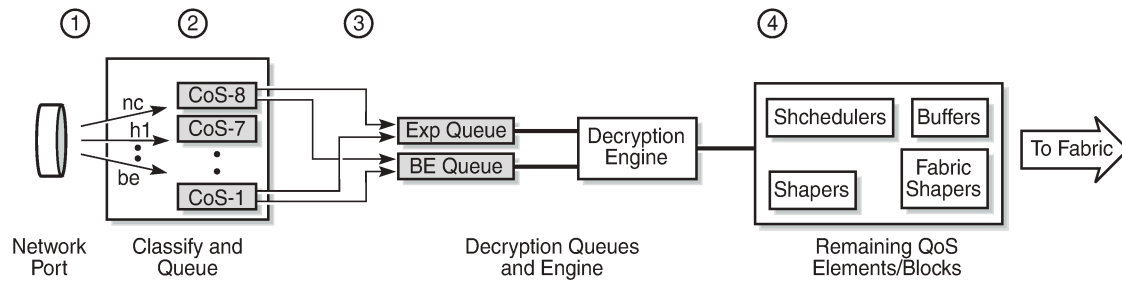 1
2
3
4
nc
h1
be
CoS-8
CoS-7
CoS-1
Exp Queue
BE Queue
Decryption
Engine
Shchedulers
Buffers
Shapers
Fabric
Shapers
To Fabric
Network
Port
Classify and
Queue
Decryption Queues
and Engine
Remaining QoS
Elements/Blocks